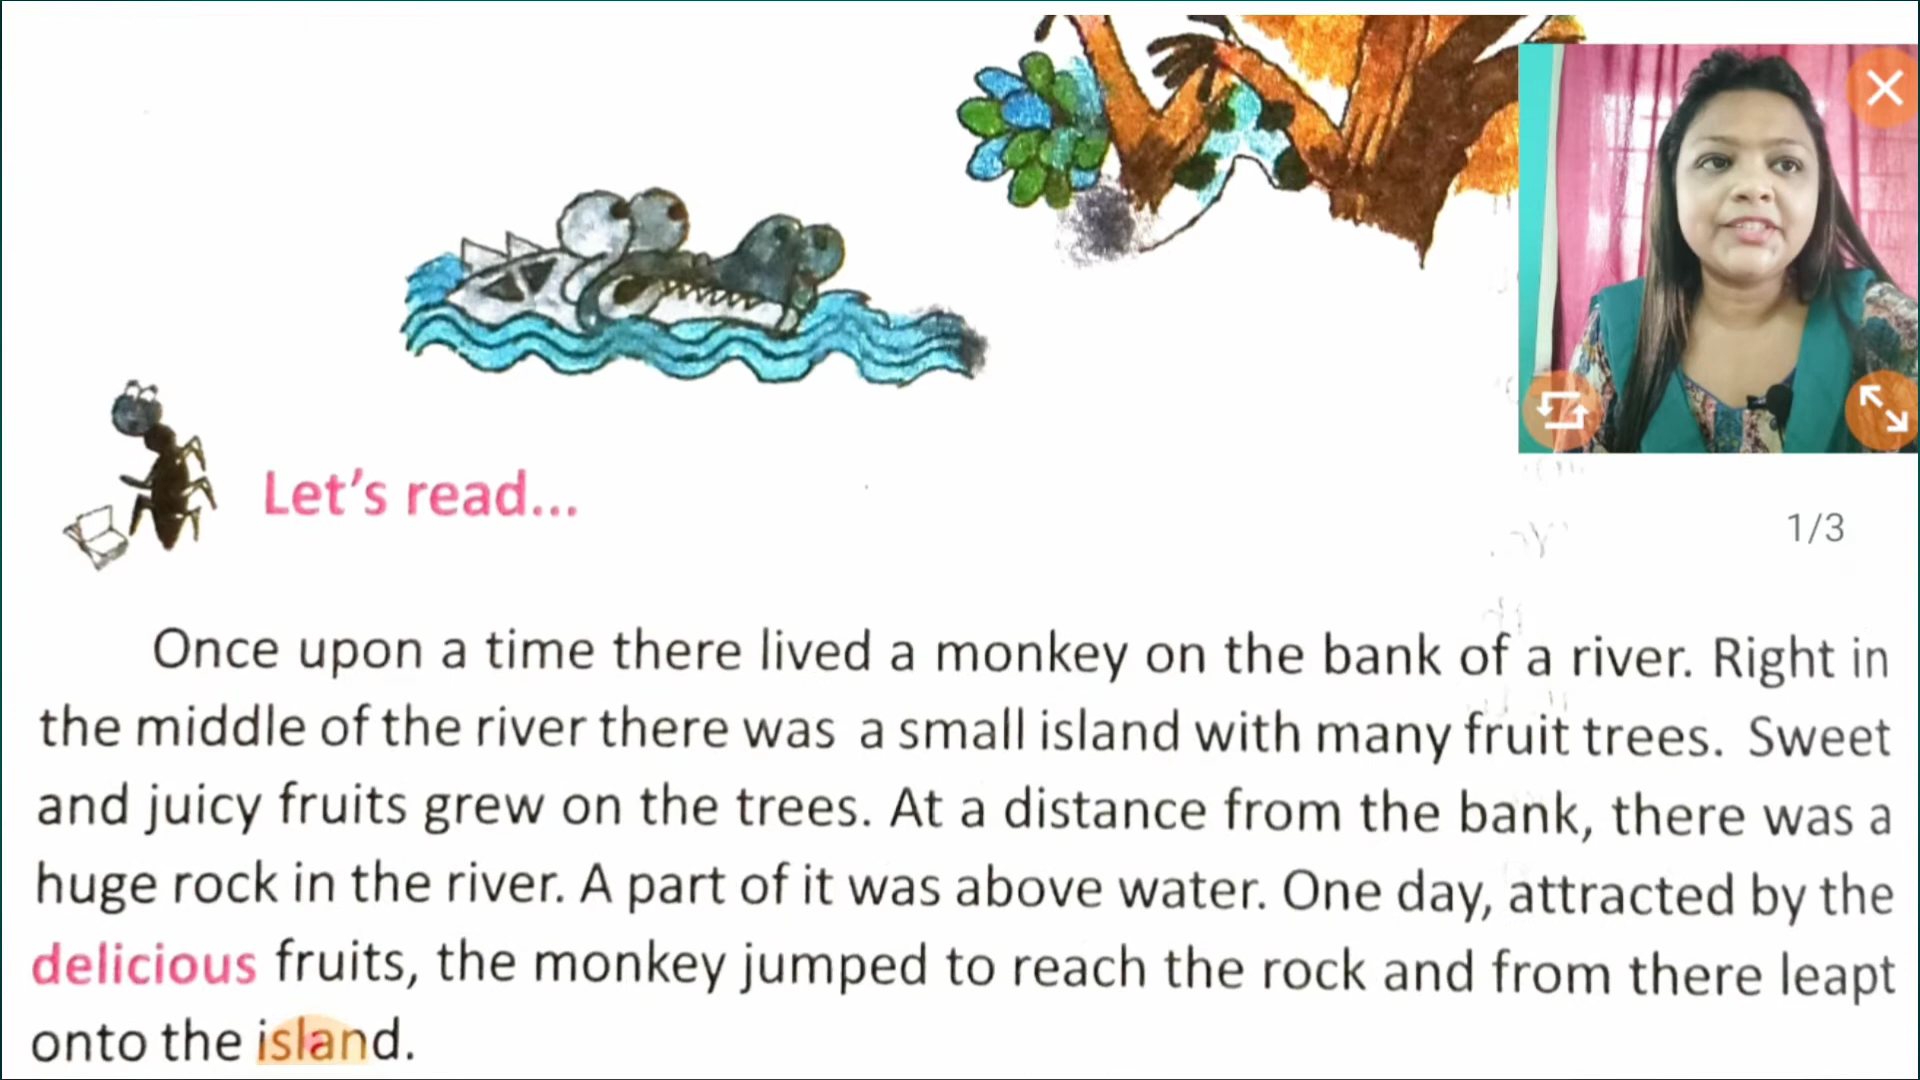 Let's read...
1/3
Once upon a time there lived a monkey on the bank of a river. Right in
the middle of the river there was a small island with many fruit trees. Sweet
and juicy fruits grew on the trees. At a distance from the bank, there was a
huge rock in the river. A part of it was above water. One day, attracted by the
delicious fruits, the monkey jumped to reach the rock and from there leapt
onto the island.